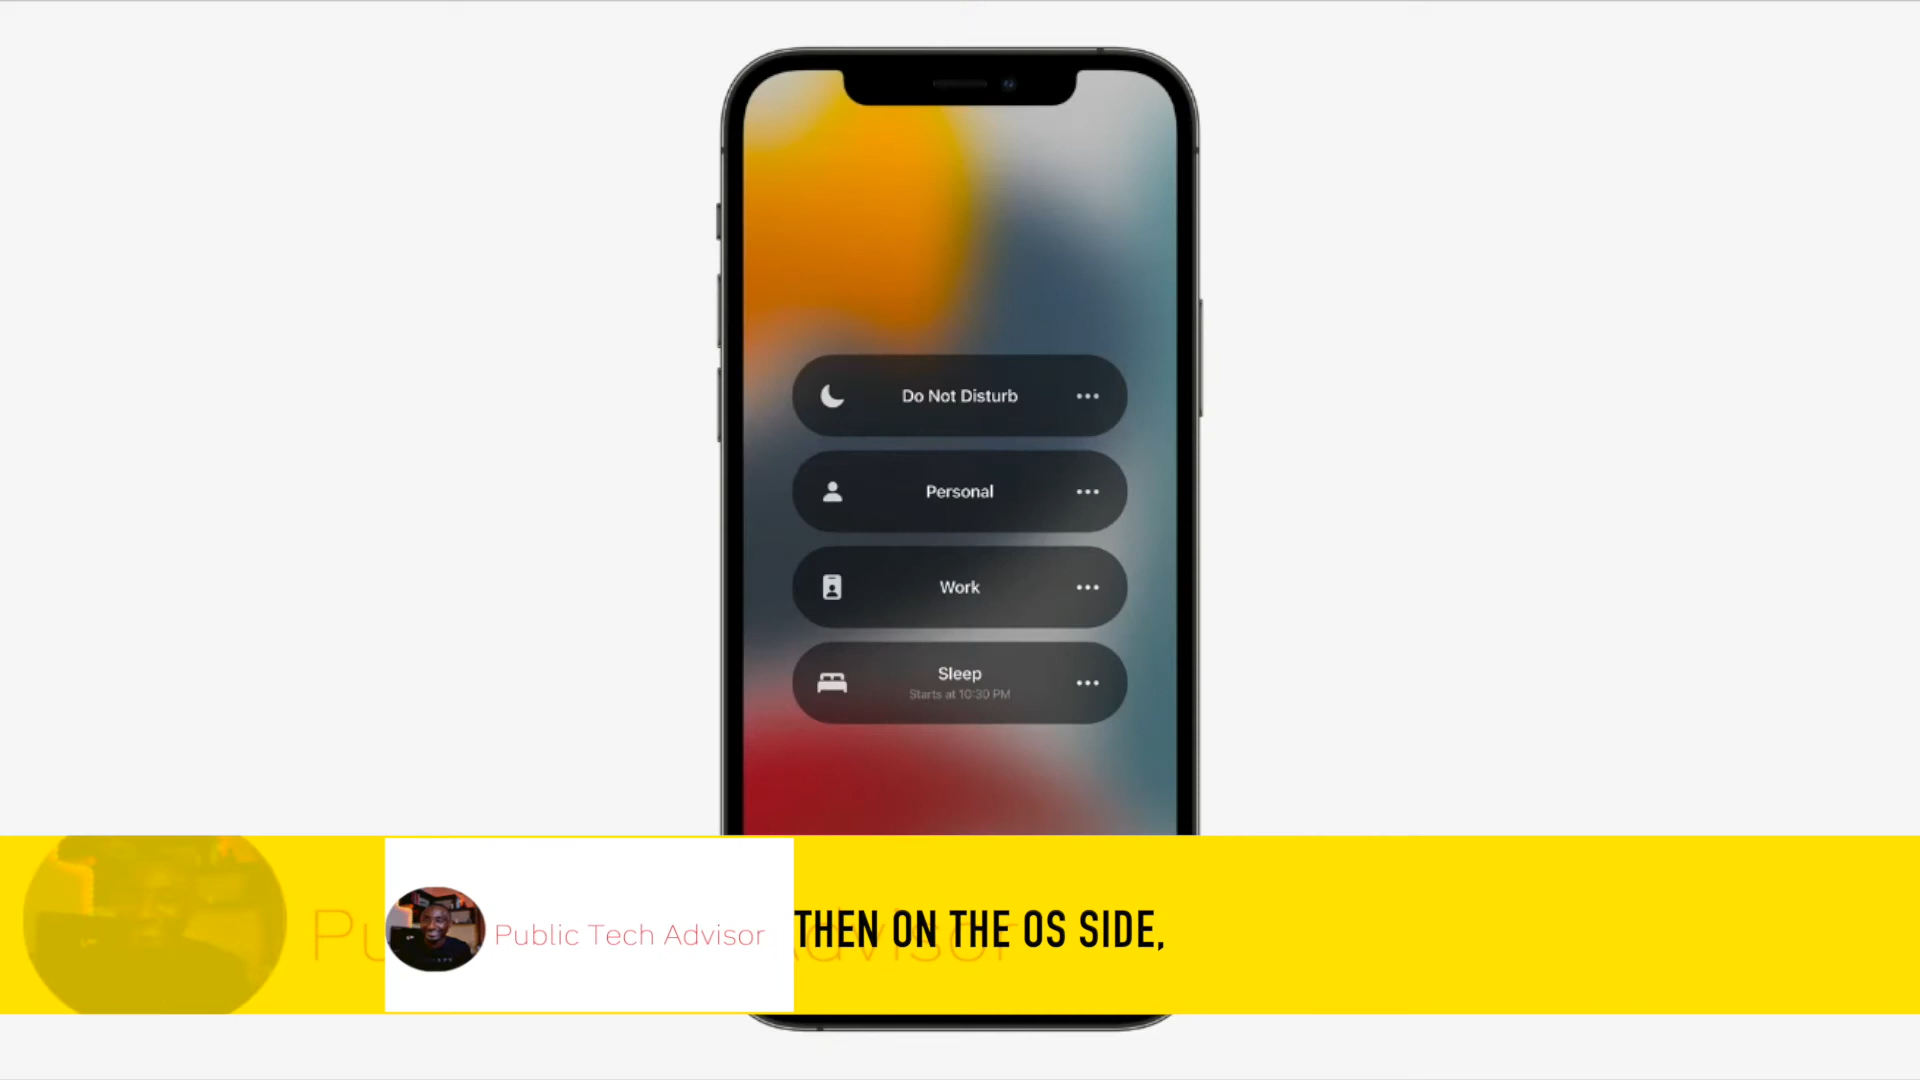 Do Not Disturb
Personal
Work
Sleep
Starts at 10:30 PM
Public Tech Advisor
THEN ON THE OS SIDE,